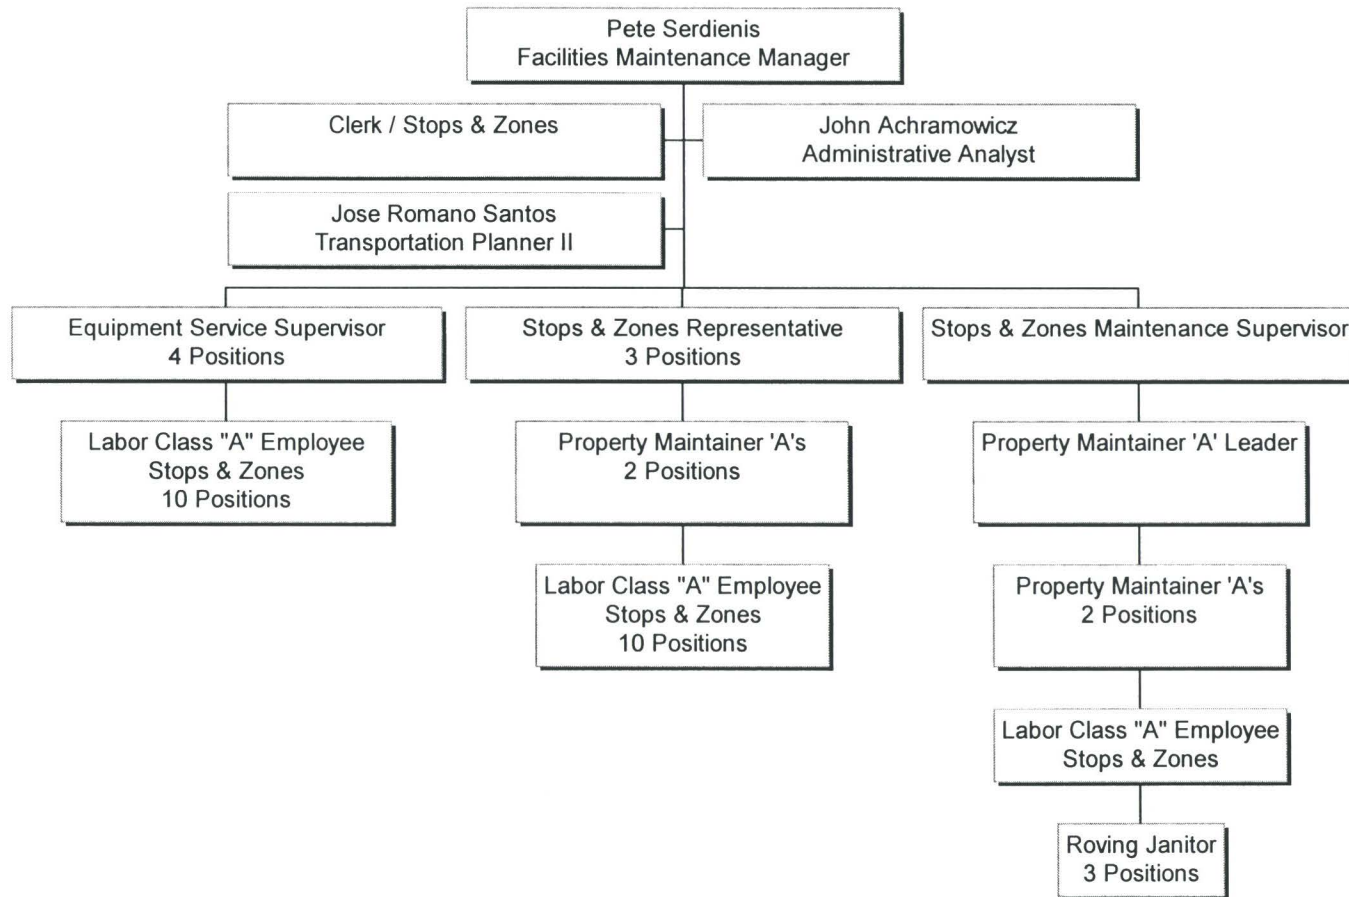 Pete Serdienis
Facilities Maintenance Manager
Clerk / Stops & Zones
John Achramowicz
Administrative Analyst
Jose Romano Santos
Transportation Planner II
Equipment Service Supervisor
4 Positions
Stops & Zones Representative
3 Positions
Stops & Zones Maintenance Supervisor
Labor Class "A" Employee
Stops & Zones
10 Positions
Property Maintainer 'A's
2 Positions
Property Maintainer 'A' Leader
Labor Class "A" Employee
Stops & Zones
10 Positions
Property Maintainer 'A's
2 Positions
Labor Class "A" Employee
Stops & Zones
Roving Janitor
3 Positions